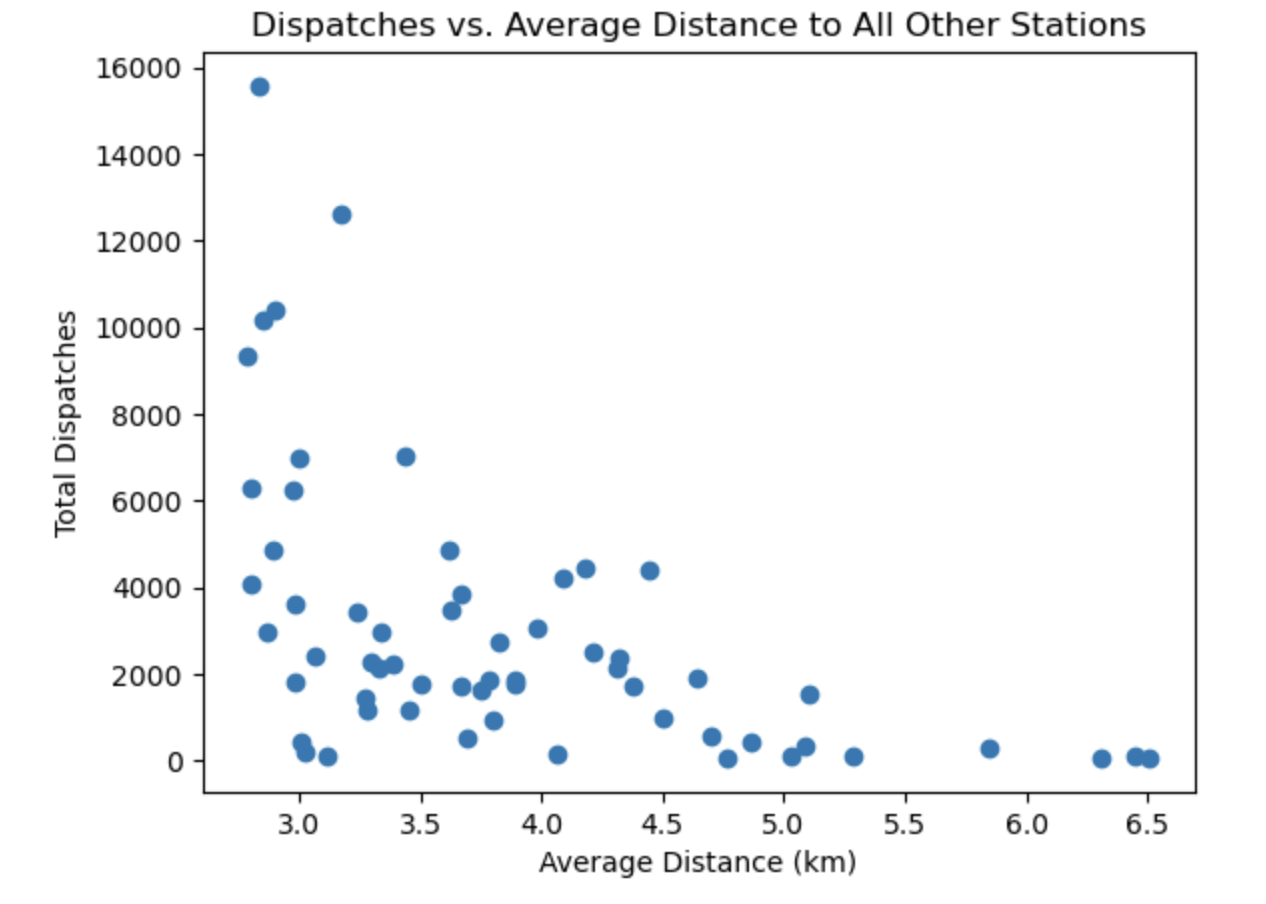 Dispatches vs. Average Distance to All Other Stations
16000
14000
12000
10000
8000
6000
4000
2000
0
Total Dispatches
3.0 3.5 4.0 4.5 5.0 5.5 6.0 6.5
Average Distance (km)